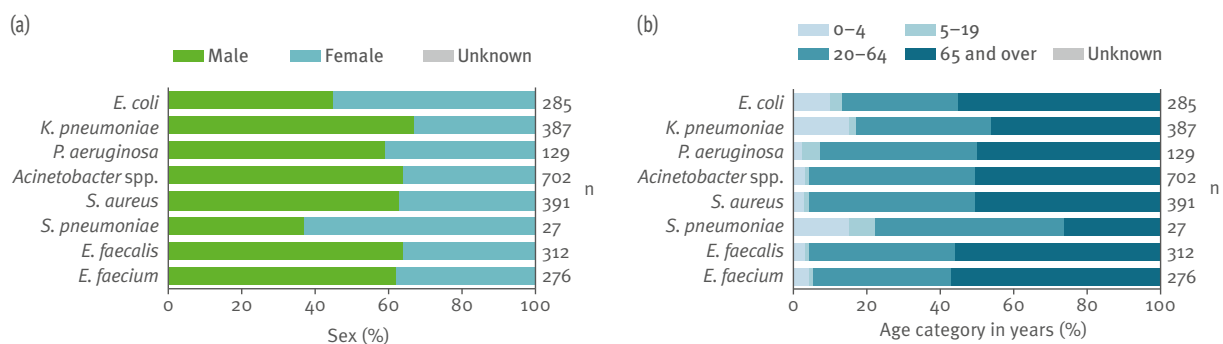 (a)
Male Female Unknown
E. coli 285
K. pneumoniae 387
P. aeruginosa 129
Acinetobacter spp. 702
S. aureus 391
S. pneumoniae 27
E. faecalis 312
E. faecium 276
n
0 20 40 60 80 100
Sex (%)
(b)
0–4 5–19
20–64 65 and over Unknown
E. coli 285
K. pneumoniae 387
P. aeruginosa 129
Acinetobacter spp. 702
S. aureus 391
S. pneumoniae 27
E. faecalis 312
E. faecium 276
n
0 20 40 60 80 100
Age category in years (%)